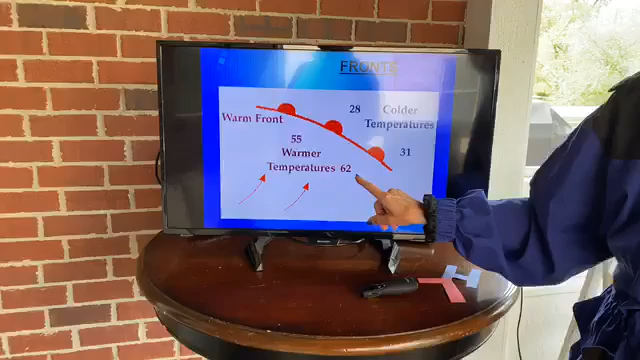 FRONTS
28 Colder
Warm Front
Temperatures
55
31
Warmer
Temperatures 62